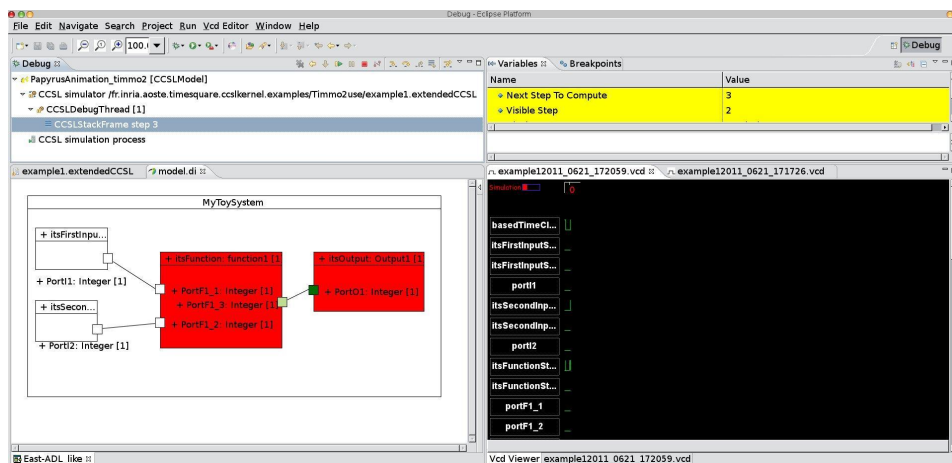 Debug - Eclipse Platform
File Edit Navigate Search Project Run Vcd Editor Window Help
100.
Debug
Debug
PapyrusAnimation_timmo2 [CCSLModel]
CCSL simulator /fr.inria.aoste.timesquare.ccslkernel.examples/Timmo2use/example1.extendedCCSL
CCSLDebugThread [1]
CCSLStackFrame step 3
CCSL simulation process
Variables Breakpoints
Name Value
Next Step To Compute 3
Visible Step 2
example1.extendedCCSL model.di
MyToySystem
+ itsFirstInpu...
+ PortI1: Integer [1]
+ itsSecon...
+ PortI2: Integer [1]
+ itsFunction: function1 [1
+ PortF1_1: Integer [1]
+ PortF1_3: Integer [1]
+ PortF1_2: Integer [1]
+ itsOutput: Output1 [1]
+ PortO1: Integer [1]
East-ADL_like
example12011_0621_172059.vcd example12011_0621_171726.vcd
Simulation
0
basedTimeCl...
itsFirstInputS...
itsFirstInputS...
portI1
itsSecondInp...
itsSecondInp...
portI2
itsFunctionSt...
itsFunctionSt...
portF1_1
portF1_2
Vcd Viewer example12011_0621_172059.vcd